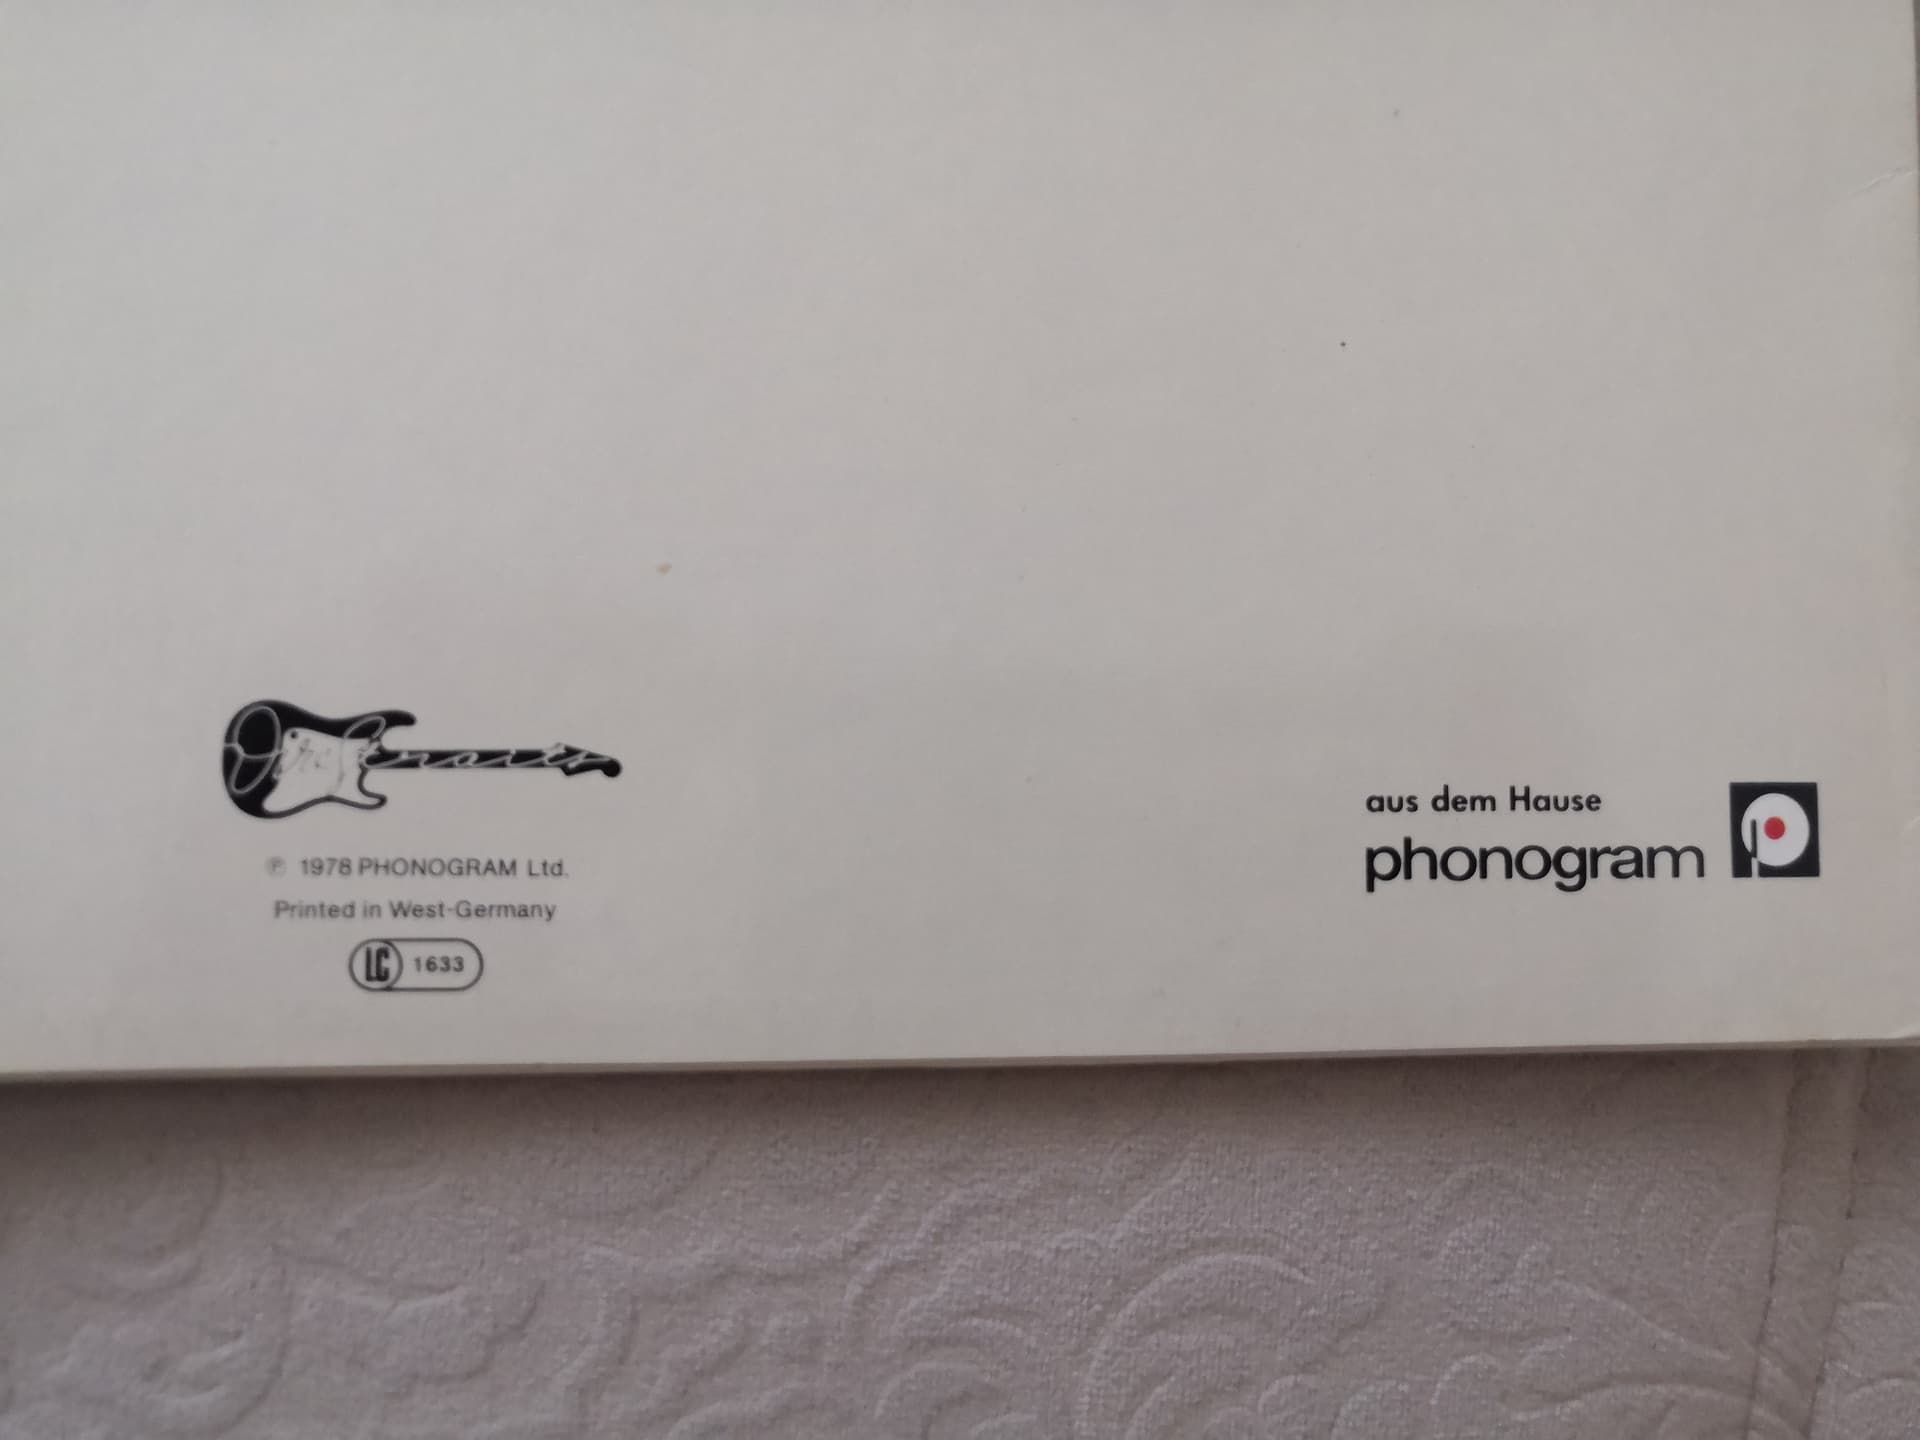 Dire Straits
℗ 1978 PHONOGRAM Ltd.
Printed in West-Germany
LC 1633
aus dem Hause
phonogram